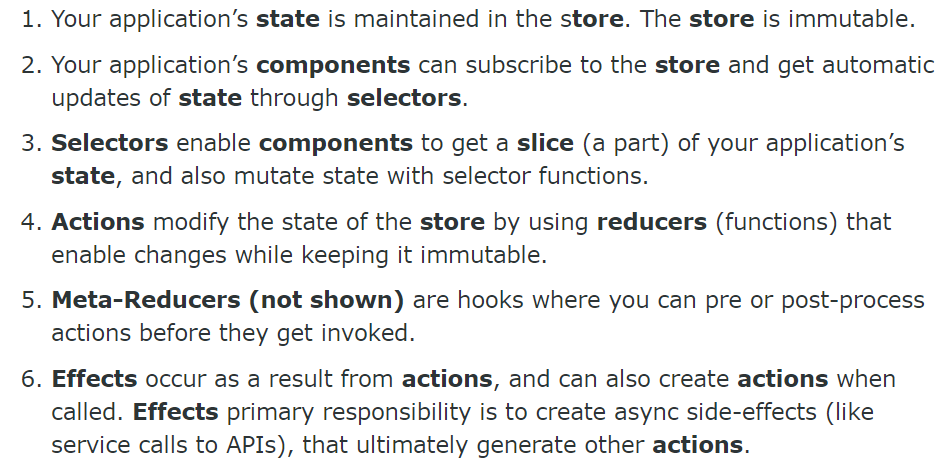 1. Your application’s state is maintained in the store. The store is immutable.
2. Your application’s components can subscribe to the store and get automatic
updates of state through selectors.
3. Selectors enable components to get a slice (a part) of your application’s
state, and also mutate state with selector functions.
4. Actions modify the state of the store by using reducers (functions) that
enable changes while keeping it immutable.
5. Meta-Reducers (not shown) are hooks where you can pre or post-process
actions before they get invoked.
6. Effects occur as a result from actions, and can also create actions when
called. Effects primary responsibility is to create async side-effects (like
service calls to APIs), that ultimately generate other actions.